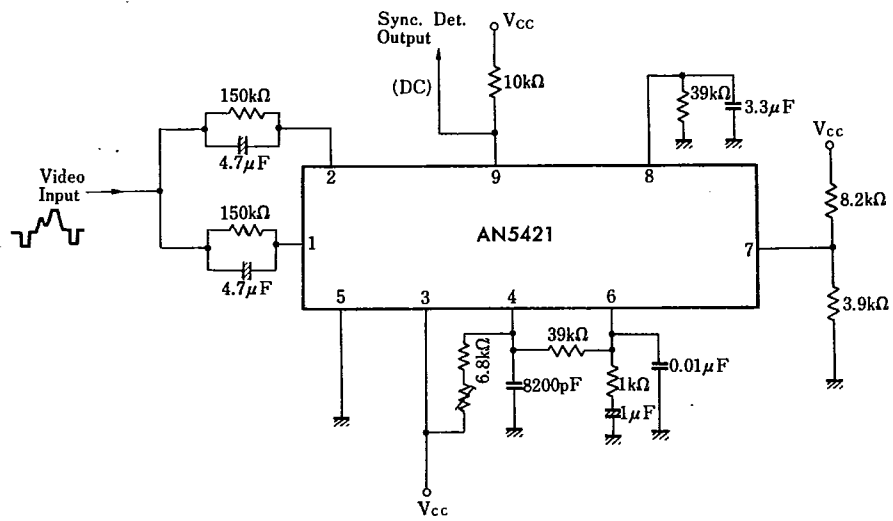 Sync. Det.
Output
VCC
(DC)
10kΩ
39kΩ
3.3μF
VCC
150kΩ
4.7μF
2
9
8
Video
Input
8.2kΩ
150kΩ
1
AN5421
7
4.7μF
5
3
4
6
3.9kΩ
6.8kΩ
39kΩ
8200pF
1kΩ
0.01μF
1μF
VCC